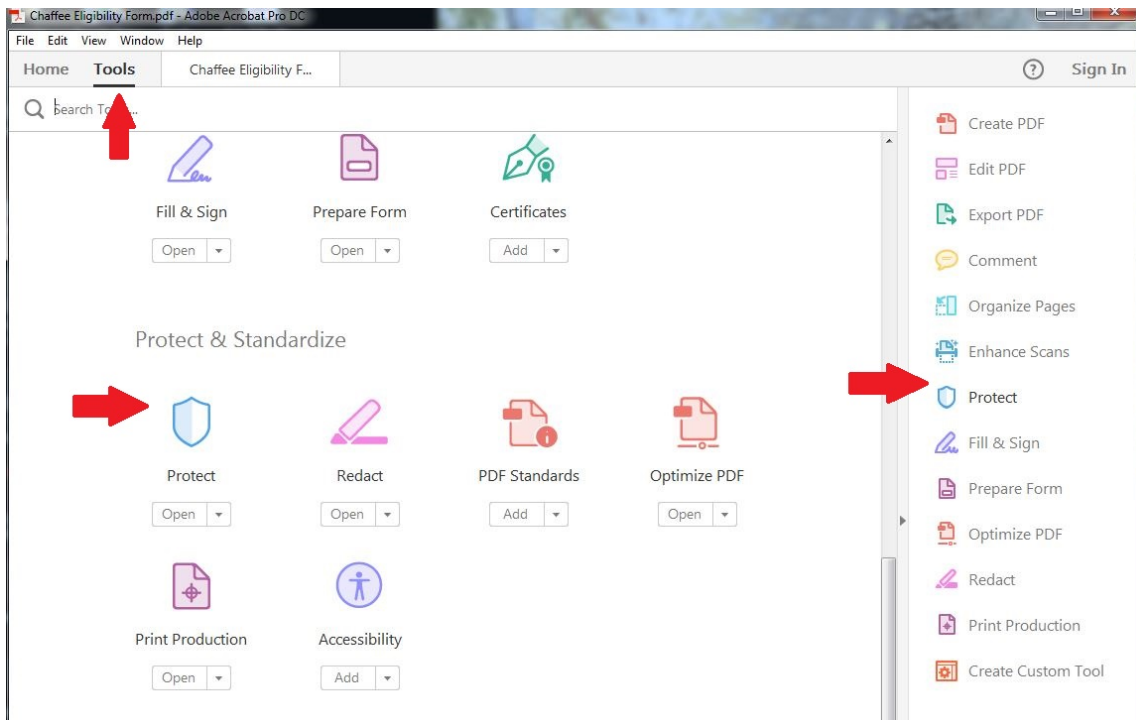 Chaffee Eligibility Form.pdf - Adobe Acrobat Pro DC
File Edit View Window Help
Home Tools Chaffee Eligibility F... Sign In
Search To...
Fill & Sign Prepare Form Certificates
Open Open Add
Protect & Standardize
Protect Redact PDF Standards Optimize PDF
Open Open Add Open
Print Production Accessibility
Open Add
Create PDF
Edit PDF
Export PDF
Comment
Organize Pages
Enhance Scans
Protect
Fill & Sign
Prepare Form
Optimize PDF
Redact
Print Production
Create Custom Tool